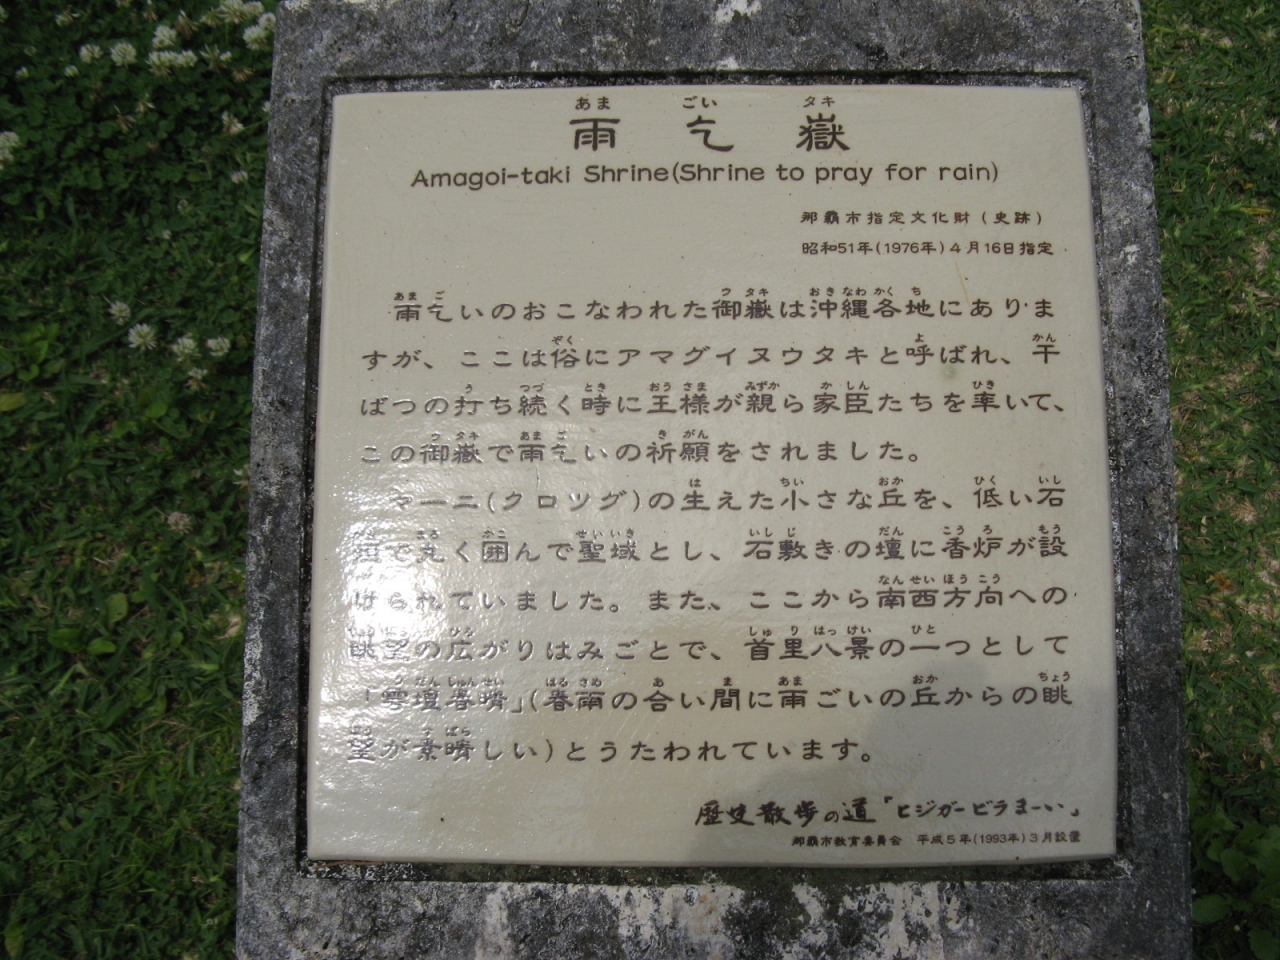 雨乞嶽
Amagoi-taki Shrine(Shrine to pray for rain)
那覇市指定文化財(史跡)
昭和51年(1976年)4月16日指定
雨乞いのおこなわれた御嶽は沖縄各地にありま
すが、ここは俗にアマグイヌウタキと呼ばれ、干
ばつの打ち続く時に王様が親ら家臣たちを率いて、
この御嶽で雨乞いの祈願をされました。
マーニ(クロツグ)の生えた小さな丘を、低い石
垣で丸く囲んで聖域とし、石敷きの壇に香炉が設
けられていました。また、ここから南西方向への
眺望の広がりはみごとで、首里八景の一つとして
「雩壇春晴」(春雨の合い間に雨ごいの丘からの眺
望が素晴しい)とうたわれています。
歴史散歩の道「ヒジガービラまーい」
那覇市教育委員会 平成5年(1993年)3月設置